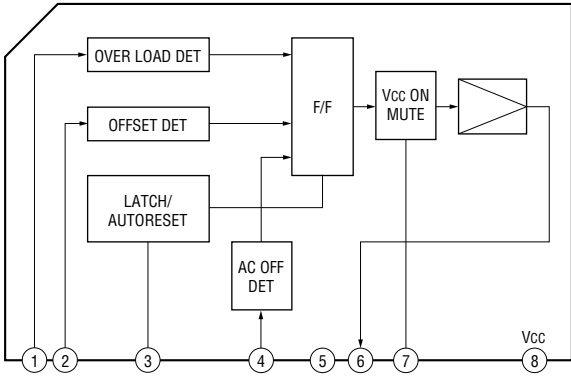 OVER LOAD DET
OFFSET DET
LATCH/
AUTORESET
F/F
AC OFF
DET
VCC ON
MUTE
VCC
1 2 3 4 5 6 7 8